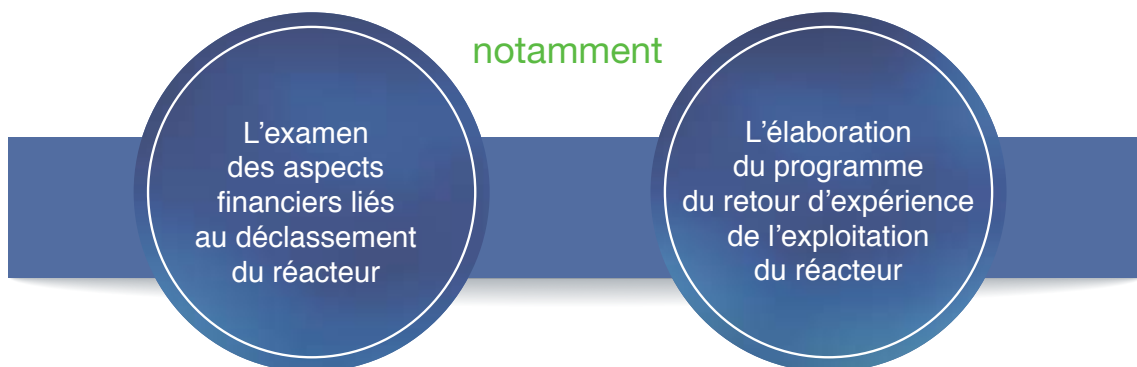 notamment
L’examen
des aspects
financiers liés
au déclassement
du réacteur
L’élaboration
du programme
du retour d’expérience
de l’exploitation
du réacteur